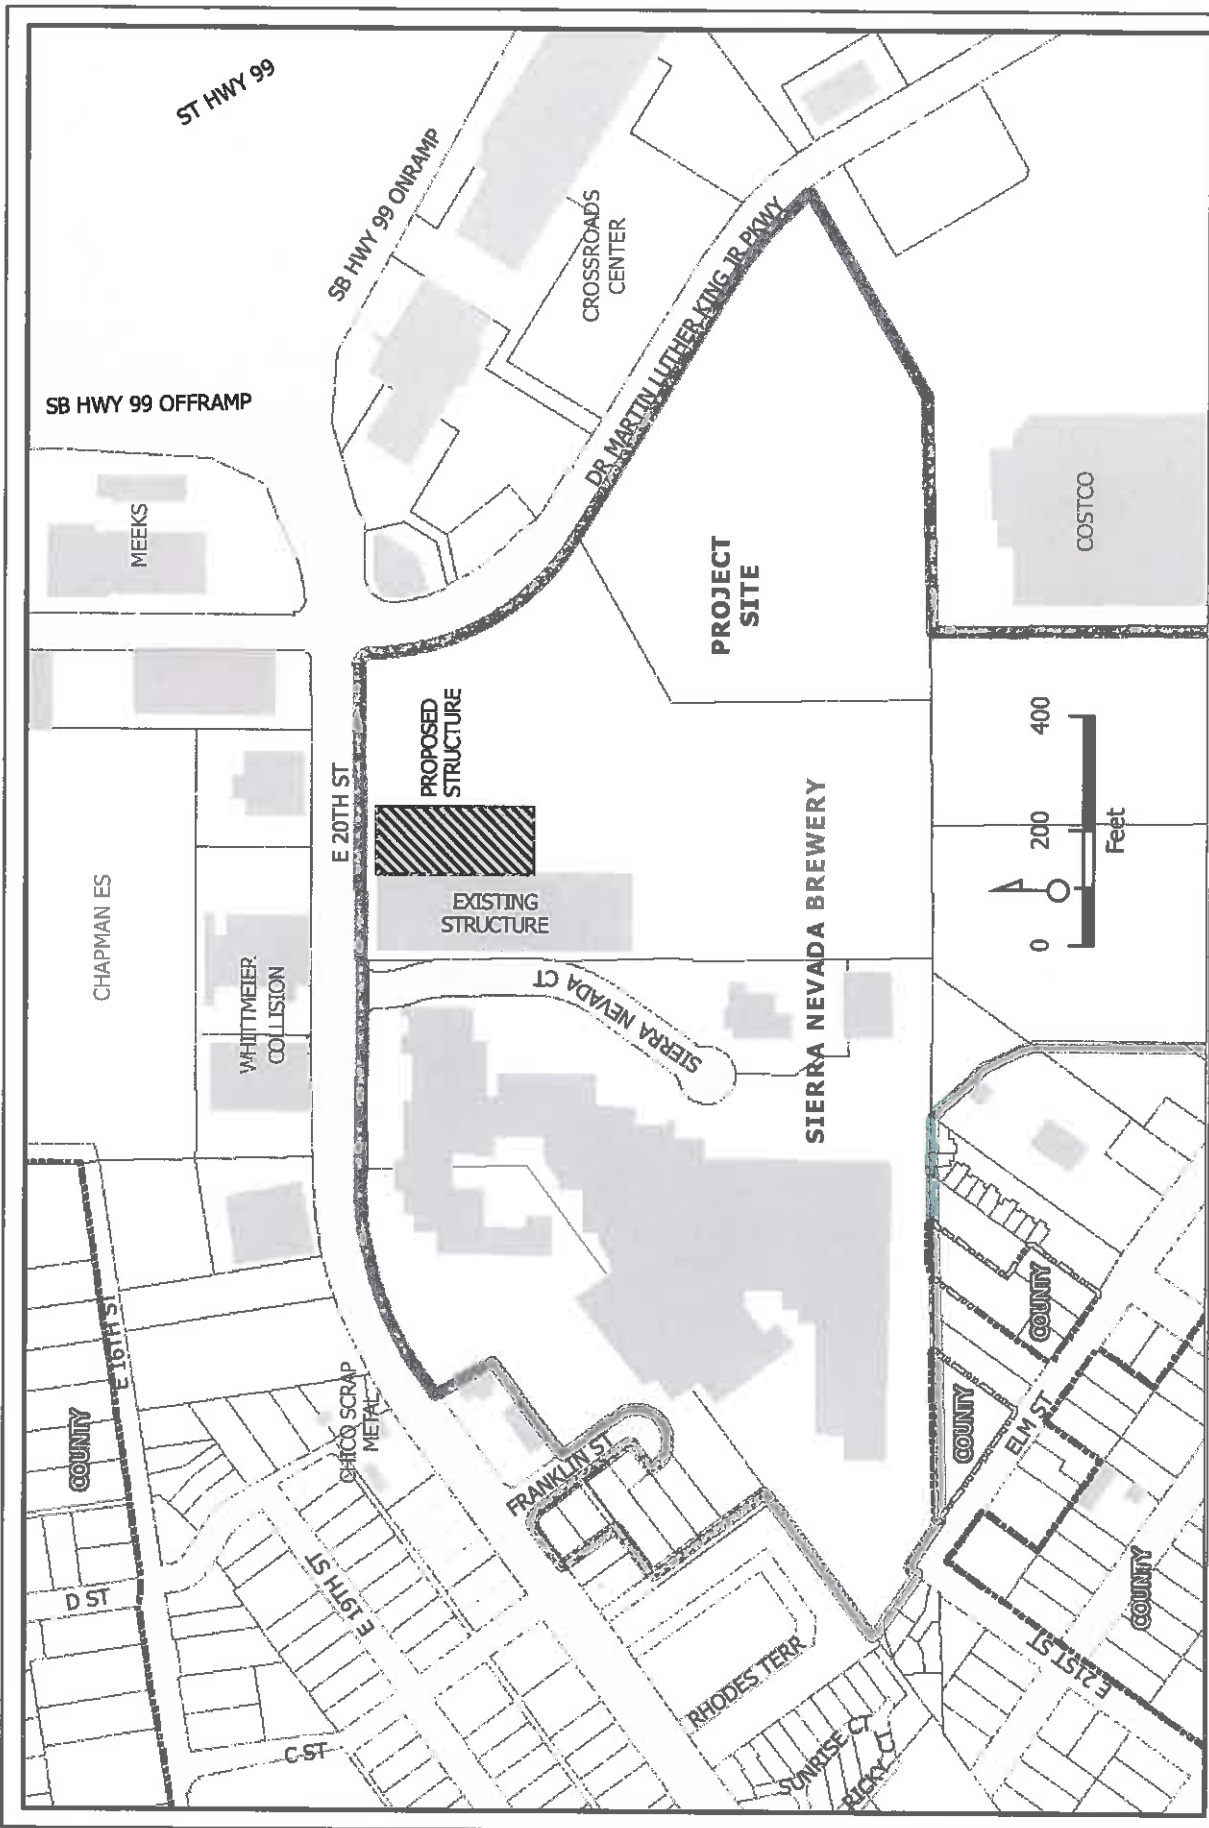 ST HWY 99
SB HWY 99 ONRAMP
SB HWY 99 OFFRAMP
MEEKS
CROSSROADS
CENTER
DR MARTIN LUTHER KING JR PKWY
COSTCO
PROJECT
SITE
PROPOSED
STRUCTURE
E 20TH ST
EXISTING
STRUCTURE
CHAPMAN ES
WHITTMEIER
COLLISION
SIERRA NEVADA CT
SIERRA NEVADA BREWERY
0
200
400
Feet
E 16TH ST
COUNTY
CHICO SCRAP
METAL
FRANKLIN ST
D ST
E 19TH ST
C ST
RHODES TERR
SUNRISE CT
RICKY CT
COUNTY
COUNTY
ELM ST
COUNTY
E 21ST ST